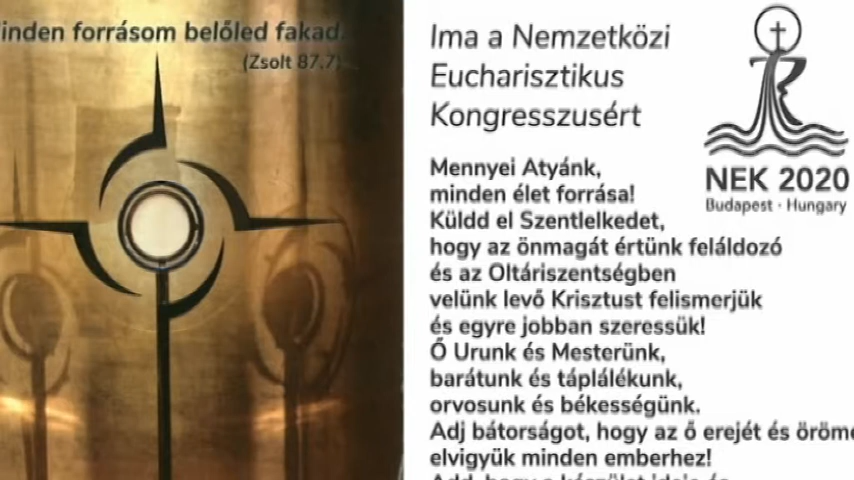 inden forrásom belőled fakad.
(Zsolt 87,7)
Ima a Nemzetközi
Eucharisztikus
Kongresszusért
NEK 2020
Budapest · Hungary
Mennyei Atyánk,
minden élet forrása!
Küldd el Szentlelkedet,
hogy az önmagát értünk feláldozó
és az Oltáriszentségben
velünk levő Krisztust felismerjük
és egyre jobban szeressük!
Ő Urunk és Mesterünk,
barátunk és táplálékunk,
orvosunk és békességünk.
Adj bátorságot, hogy az ő erejét és öröme
elvigyük minden emberhez!